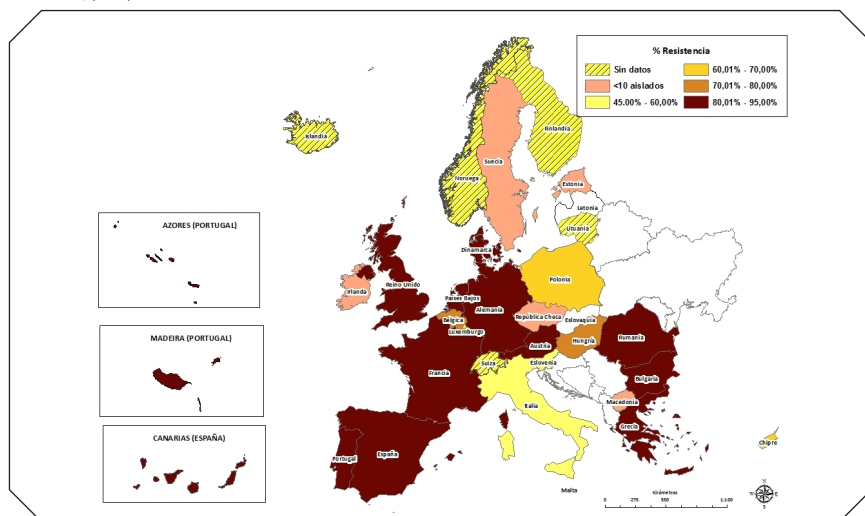 % Resistencia
Sin datos
60,01% - 70,00%
<10 aislados
70,01% - 80,00%
45.00% - 60,00%
80,01% - 95,00%
Islandia
Finlandia
Suecia
Noruega
Estonia
Letonia
Lituania
AZORES (PORTUGAL)
Dinamarca
Irlanda
Reino Unido
Países Bajos
Polonia
Alemania
Bélgica
República Checa
Luxemburgo
Eslovaquia
MADEIRA (PORTUGAL)
Austria
Hungría
Rumanía
Suiza
Eslovenia
Francia
Bulgaria
Italia
Macedonia
Grecia
CANARIAS (ESPAÑA)
Portugal
España
Chipre
Malta
Kilómetros
0 275 550 1.100
N
W E
S